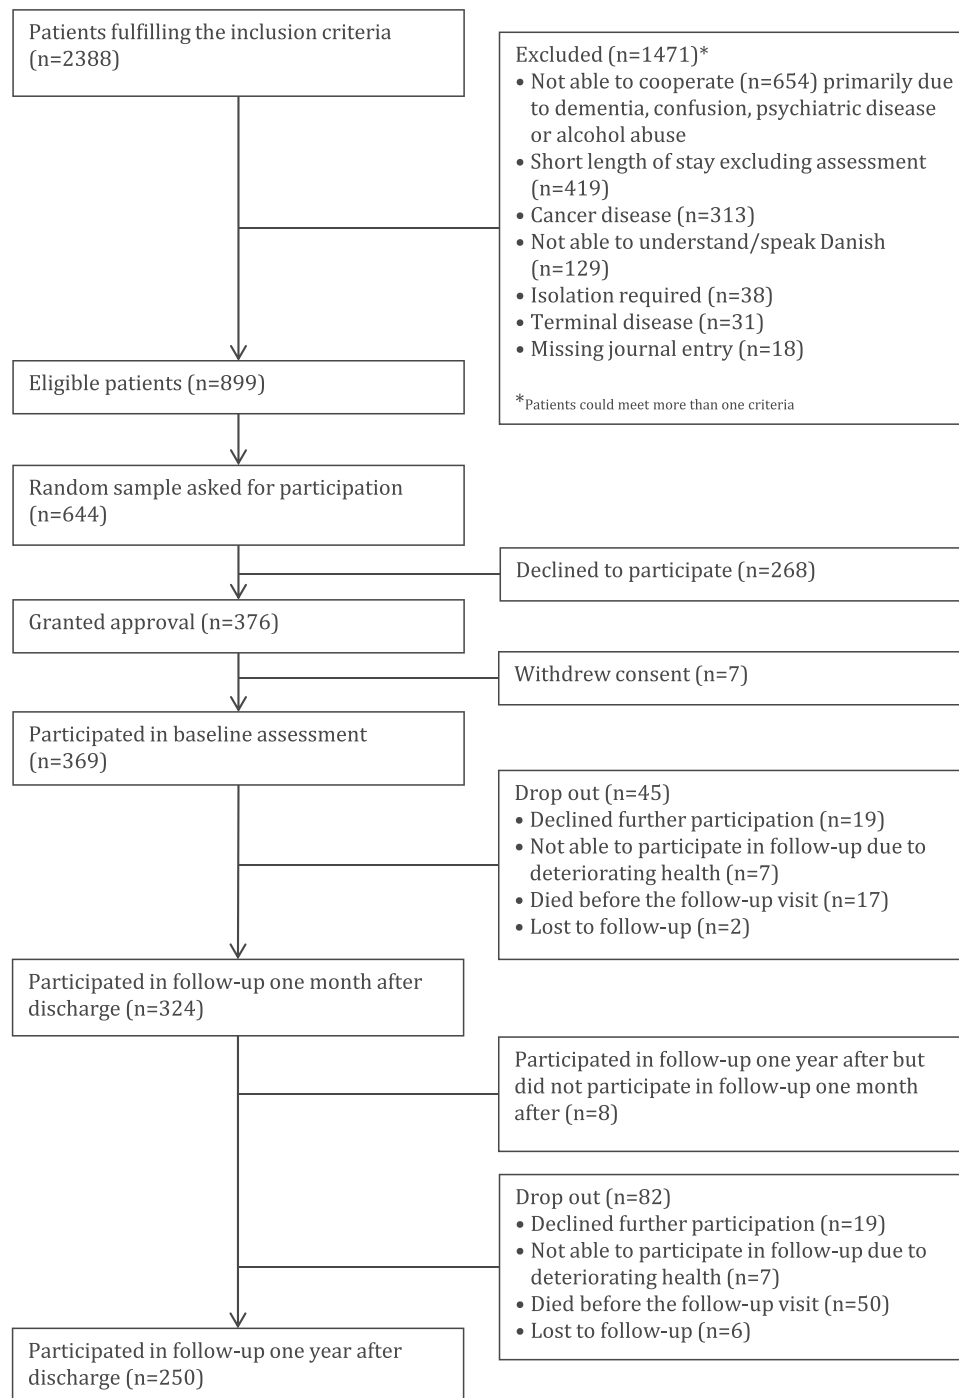 Patients fulfilling the inclusion criteria
(n=2388)
Excluded (n=1471)*
• Not able to cooperate (n=654) primarily due
to dementia, confusion, psychiatric disease
or alcohol abuse
• Short length of stay excluding assessment
(n=419)
• Cancer disease (n=313)
• Not able to understand/speak Danish
(n=129)
• Isolation required (n=38)
• Terminal disease (n=31)
• Missing journal entry (n=18)
*Patients could meet more than one criteria
Eligible patients (n=899)
Random sample asked for participation
(n=644)
Declined to participate (n=268)
Granted approval (n=376)
Withdrew consent (n=7)
Participated in baseline assessment
(n=369)
Drop out (n=45)
• Declined further participation (n=19)
• Not able to participate in follow-up due to
deteriorating health (n=7)
• Died before the follow-up visit (n=17)
• Lost to follow-up (n=2)
Participated in follow-up one month after
discharge (n=324)
Participated in follow-up one year after but
did not participate in follow-up one month
after (n=8)
Drop out (n=82)
• Declined further participation (n=19)
• Not able to participate in follow-up due to
deteriorating health (n=7)
• Died before the follow-up visit (n=50)
• Lost to follow-up (n=6)
Participated in follow-up one year after
discharge (n=250)